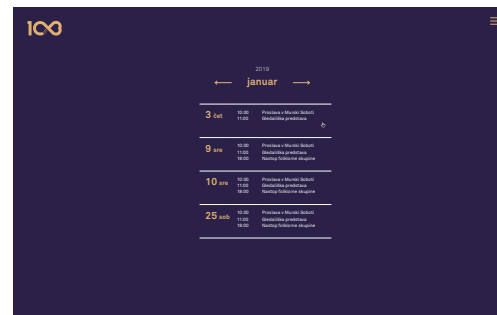 100
2019
januar
3 čet 10:00 Proslava v Murski Soboti
11:00 Gledališka predstava
9 sre 10:00 Proslava v Murski Soboti
11:00 Gledališka predstava
18:00 Nastop folklorne skupine
10 sre 10:00 Proslava v Murski Soboti
11:00 Gledališka predstava
18:00 Nastop folklorne skupine
25 sob 10:00 Proslava v Murski Soboti
11:00 Gledališka predstava
18:00 Nastop folklorne skupine